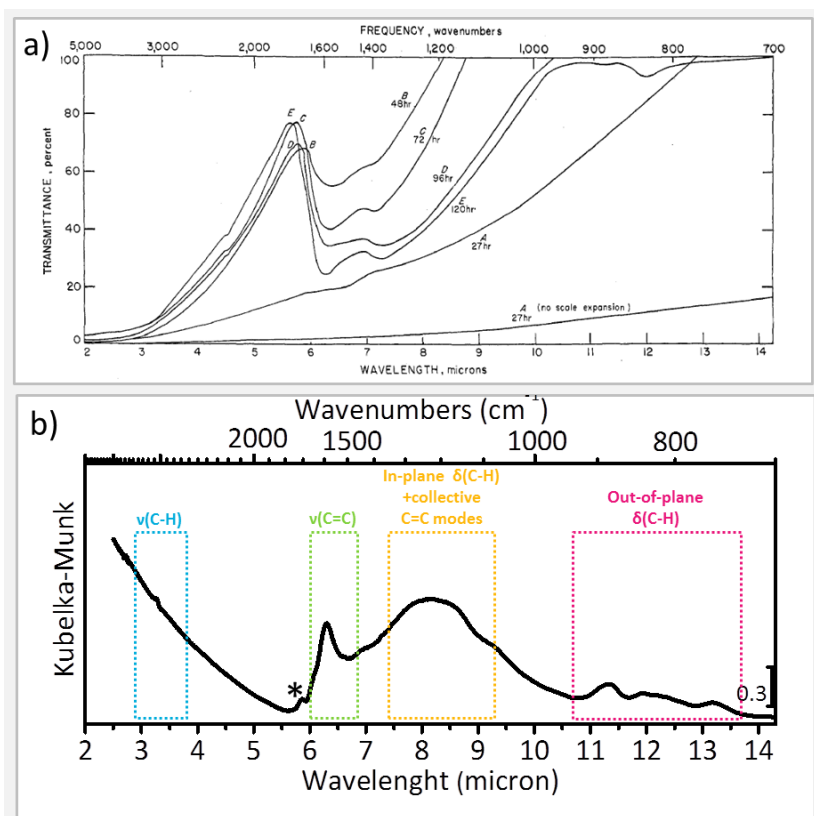 a)
FREQUENCY, wavenumbers
5,000 3,000 2,000 1,600 1,400 1,200 1,000 900 800 700
TRANSMITTANCE, percent
100
80
60
40
20
0
E C
D B
B
48hr
C
72 hr
D
96hr
E
120hr
A
27hr
A (no scale expansion)
27hr
2 3 4 5 6 7 8 9 10 11 12 13 14
WAVELENGTH, microns
b)
Wavenumbers (cm⁻¹)
2000 1500 1000 800
Kubelka-Munk
ν(C-H)
ν(C=C)
In-plane δ(C-H)
+collective
C=C modes
Out-of-plane
δ(C-H)
*
0.3
2 3 4 5 6 7 8 9 10 11 12 13 14
Wavelenght (micron)